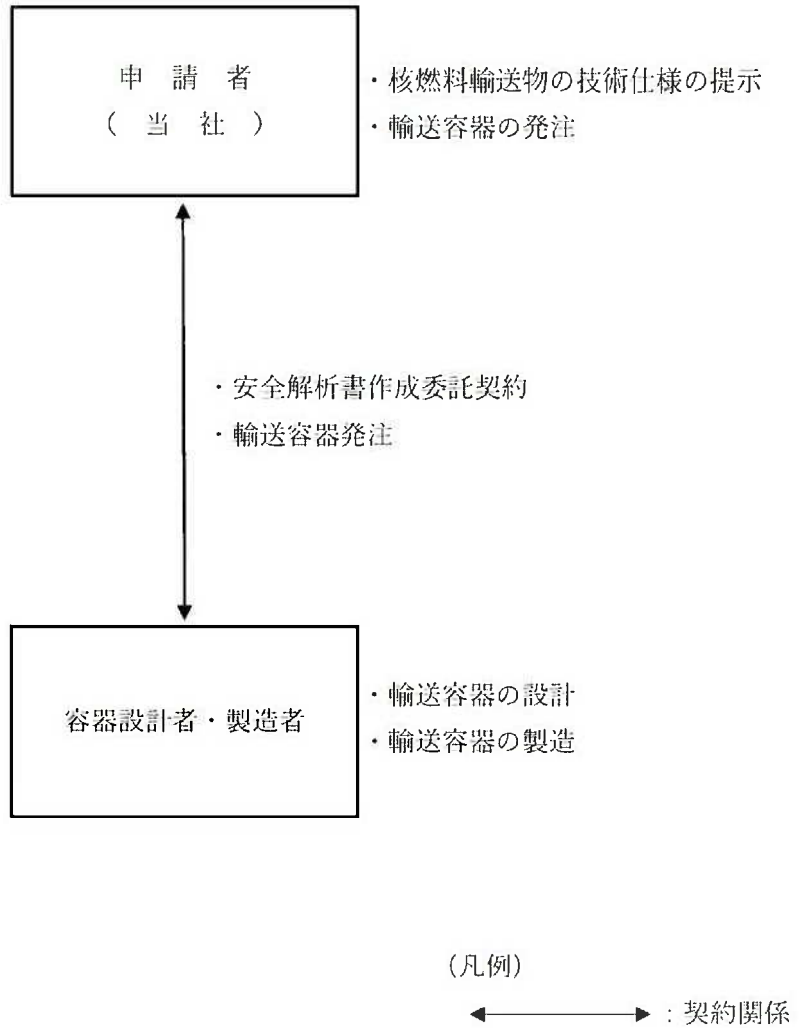 申請者
(当社)
・核燃料輸送物の技術仕様の提示
・輸送容器の発注
・安全解析書作成委託契約
・輸送容器発注
容器設計者・製造者
・輸送容器の設計
・輸送容器の製造
(凡例)
：契約関係